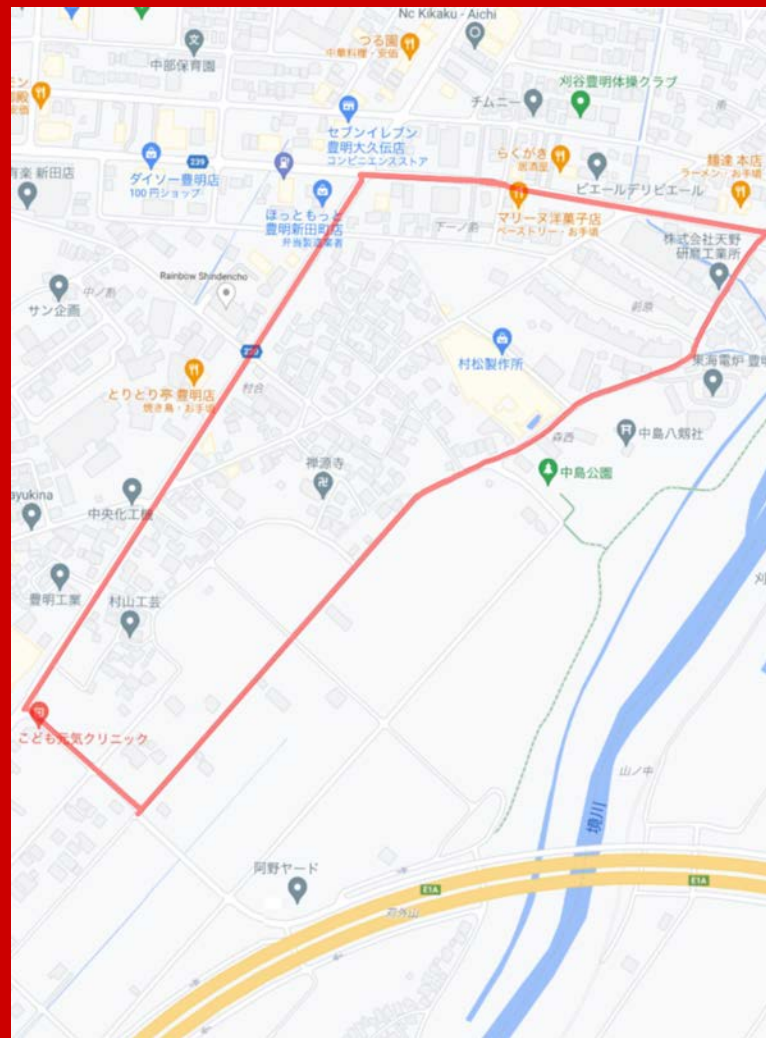 Nc Kikaku - Aichi
つる園
中華料理・安価
中部保育園
刈谷豊明体操クラブ
チムニー
セブンイレブン
豊明大久伝店
コンビニエンスストア
239
ダイソー豊明店
100 円ショップ
らくがき
居酒屋
ピエールデリピエール
麺達 本店
ラーメン・お手頃
有楽 新田店
ほっともっと
豊明新田町店
弁当製造業者
マリーヌ洋菓子店
ペーストリー・お手頃
下一ノ割
株式会社天野
研磨工業所
Rainbow Shindencho
中ノ割
サン企画
前原
村松製作所
東海電炉 豊明
とりとり亭 豊明店
焼き鳥・お手頃
村合
森西
中島八剱社
中島公園
禅源寺
ayukina
中央化工機
豊明工業
村山工芸
刈
こども元気クリニック
山ノ中
境川
阿野ヤード
E1A
E1A